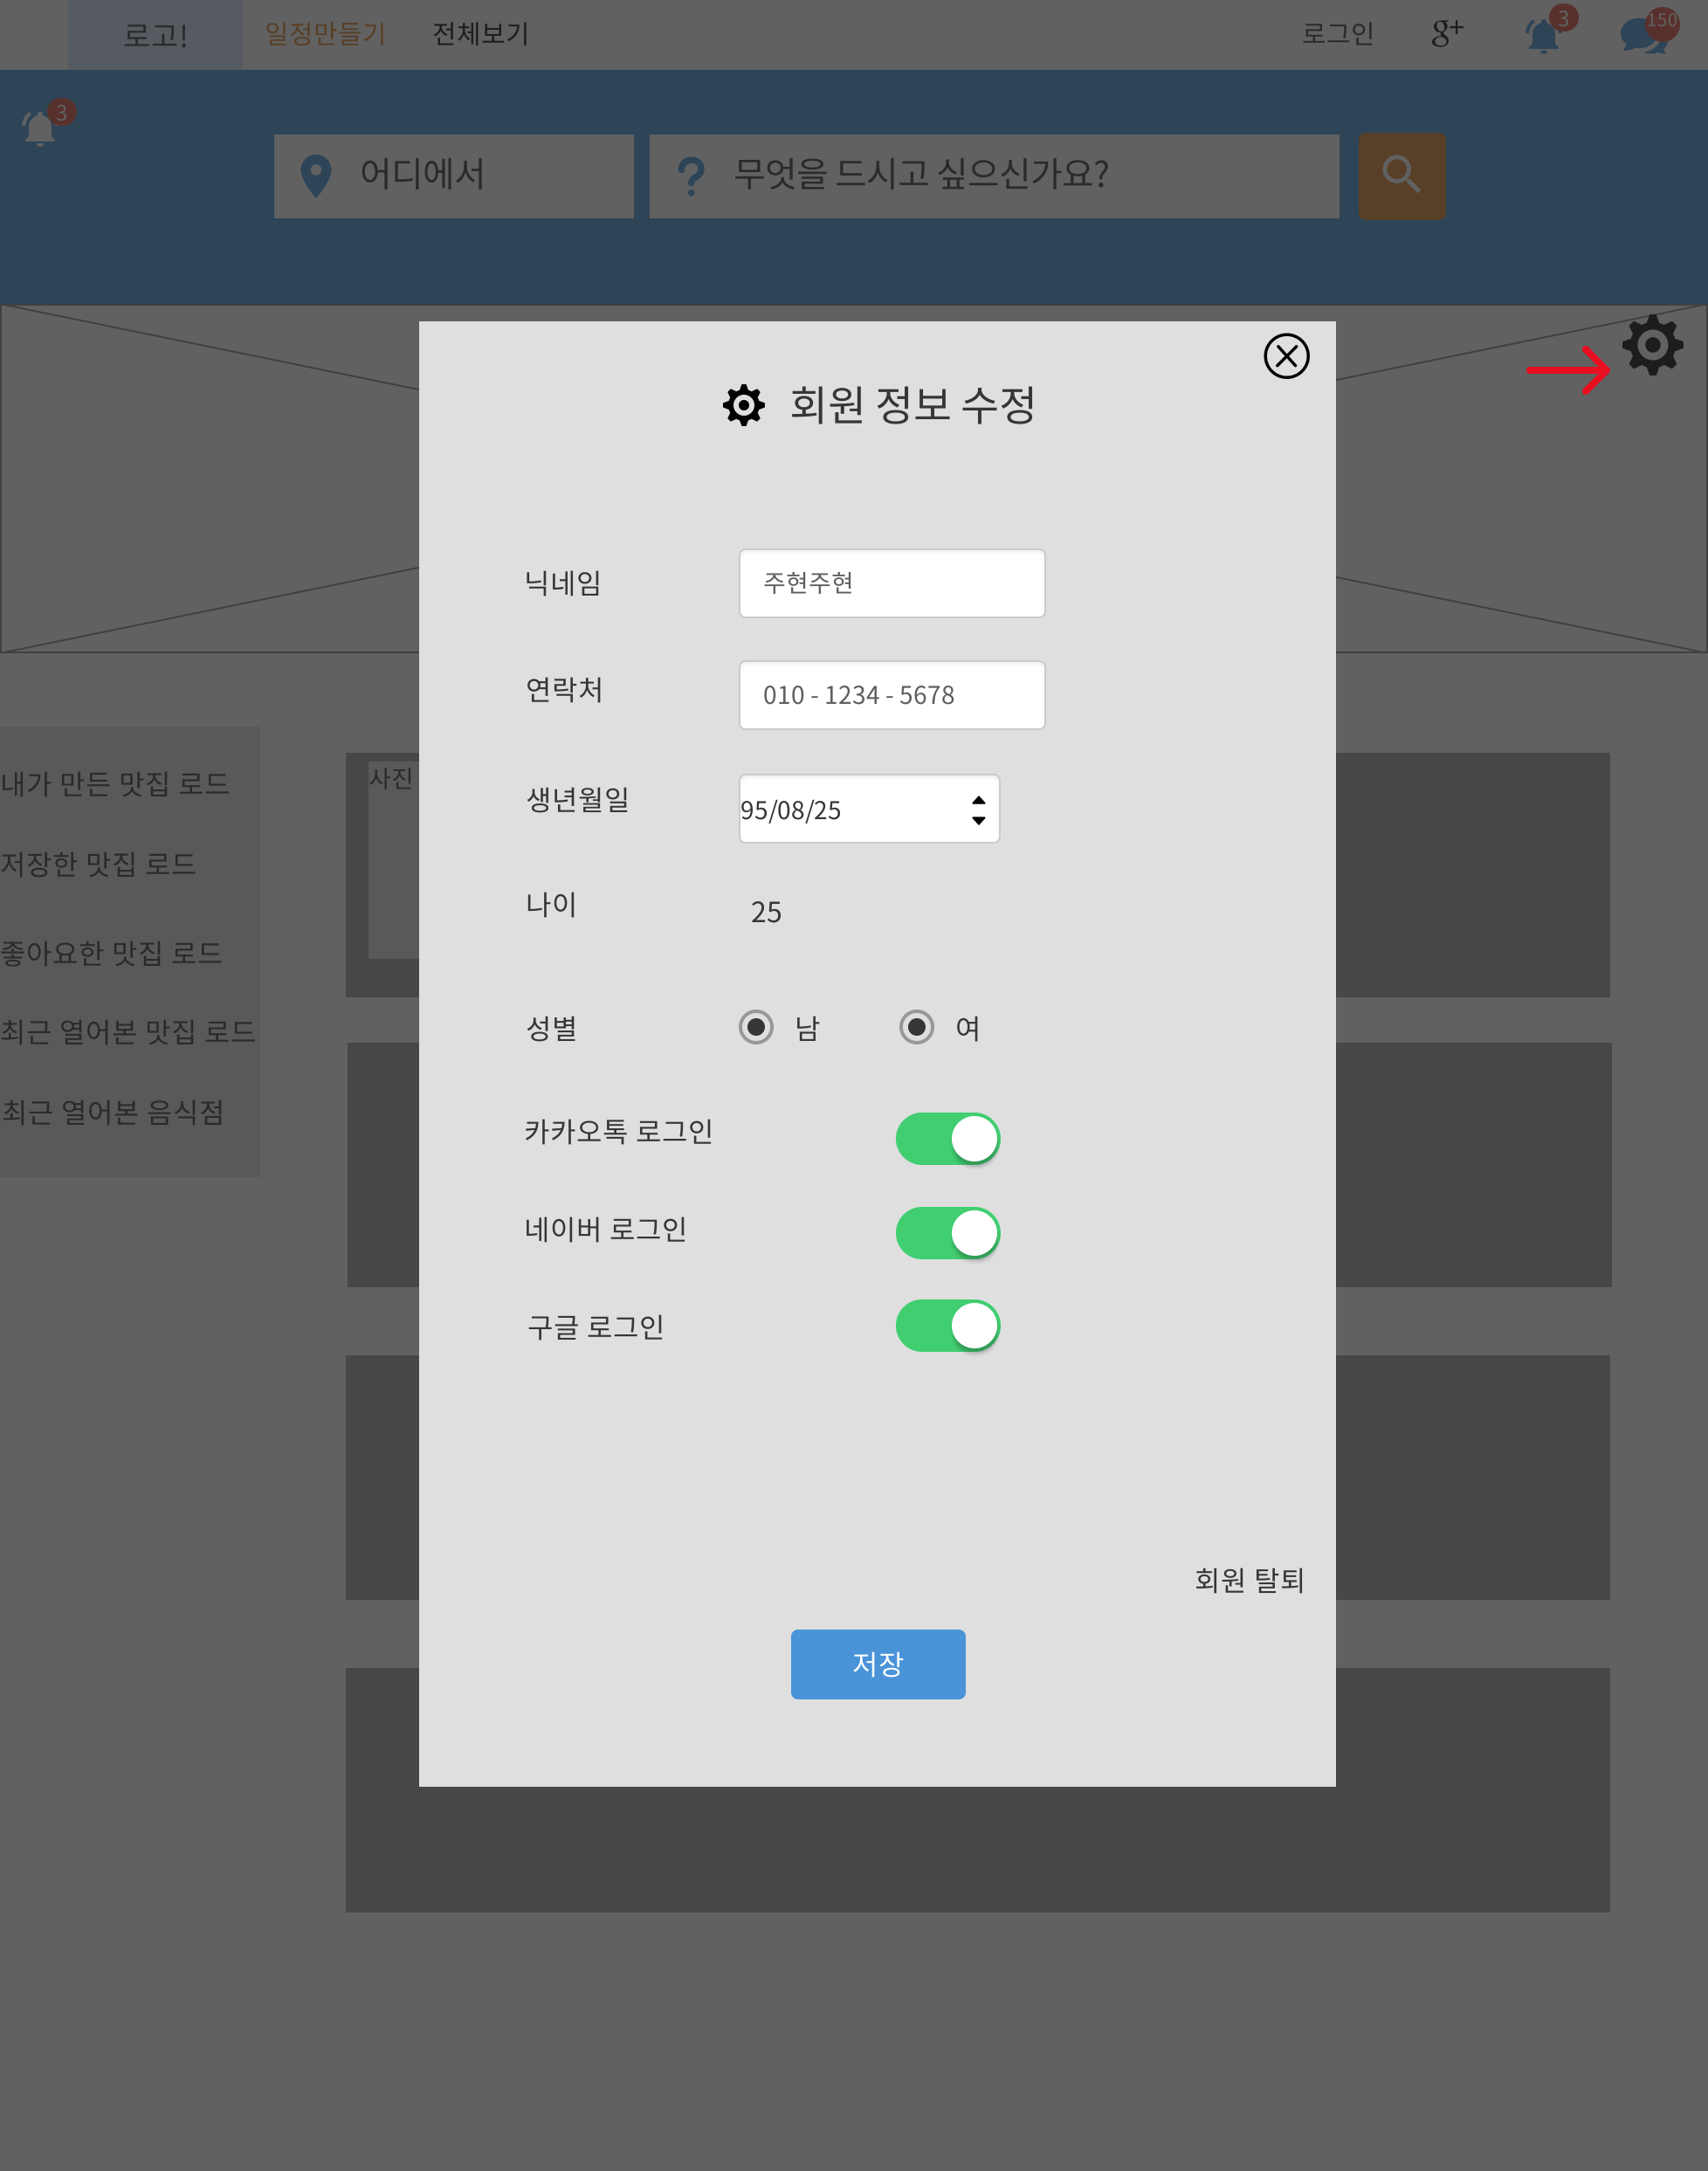 로고!
일정만들기
전체보기
로그인
g+
3
150
3
어디에서
무엇을 드시고 싶으신가요?
회원 정보 수정
닉네임
주현주현
연락처
010 - 1234 - 5678
생년월일
95/08/25
나이
25
성별
남
여
카카오톡 로그인
네이버 로그인
구글 로그인
회원 탈퇴
저장
내가 만든 맛집 로드
저장한 맛집 로드
좋아요한 맛집 로드
최근 열어본 맛집 로드
최근 열어본 음식점
사진